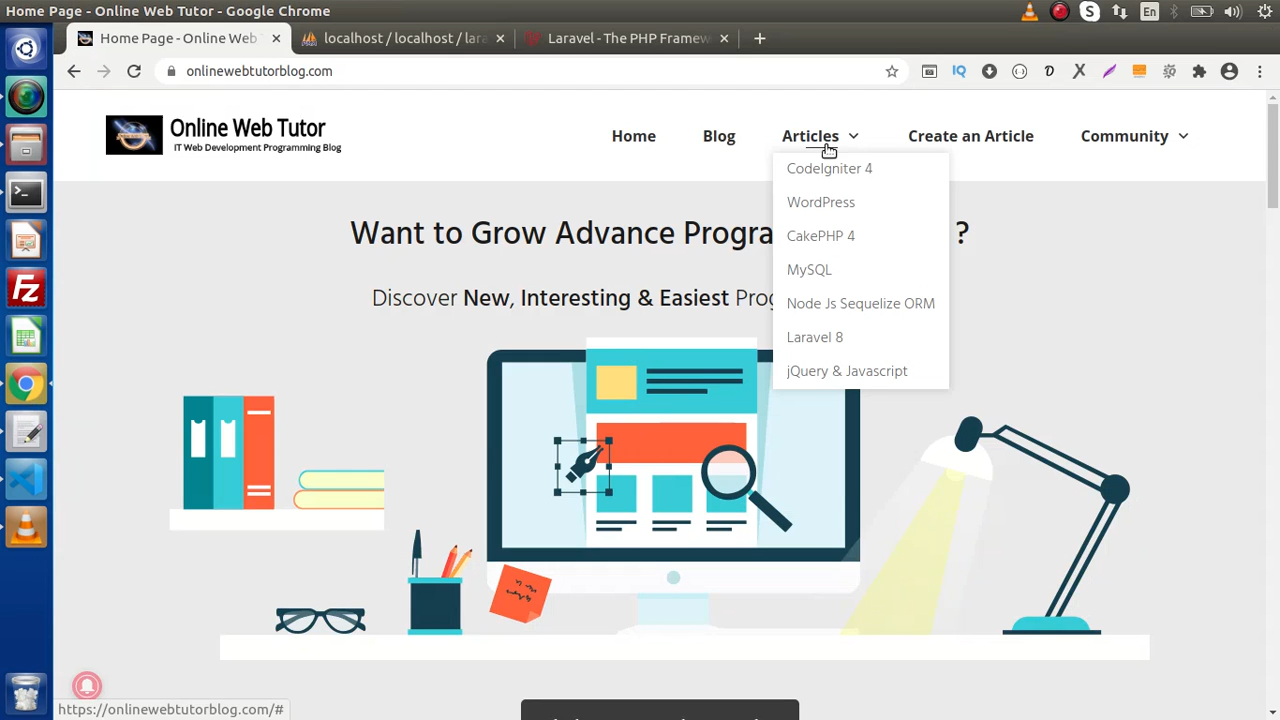 Home Page - Online Web Tutor - Google Chrome
En
Home Page - Online Web
localhost / localhost / lara
Laravel - The PHP Framew
onlinewebtutorblog.com
Online Web Tutor
IT Web Development Programming Blog
Home
Blog
Articles
Create an Article
Community
CodeIgniter 4
WordPress
CakePHP 4
MySQL
Node Js Sequelize ORM
Laravel 8
jQuery & Javascript
Want to Grow Advance Progra ?
Discover New, Interesting & Easiest Pro
https://onlinewebtutorblog.com/#